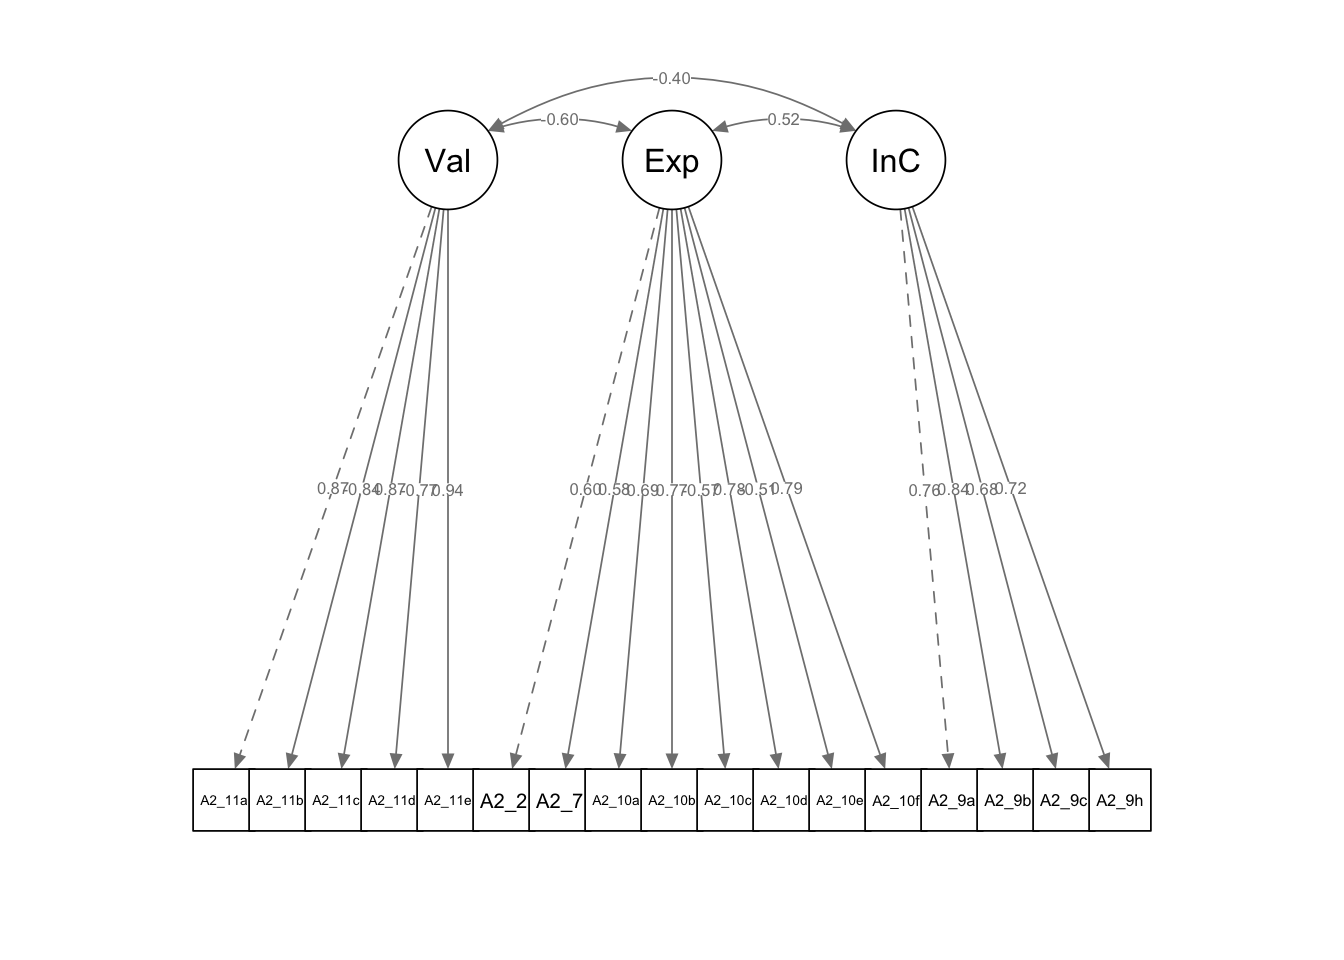 -0.40
-0.60 0.52
Val Exp InC
0.87 -0.84 0.87 -0.77 0.94 0.60 0.58 0.69 0.77 -0.57 0.78 -0.51 0.79 0.76 0.84 0.68 0.72
A2_11a A2_11b A2_11c A2_11d A2_11e A2_2 A2_7 A2_10a A2_10b A2_10c A2_10d A2_10e A2_10f A2_9a A2_9b A2_9c A2_9h